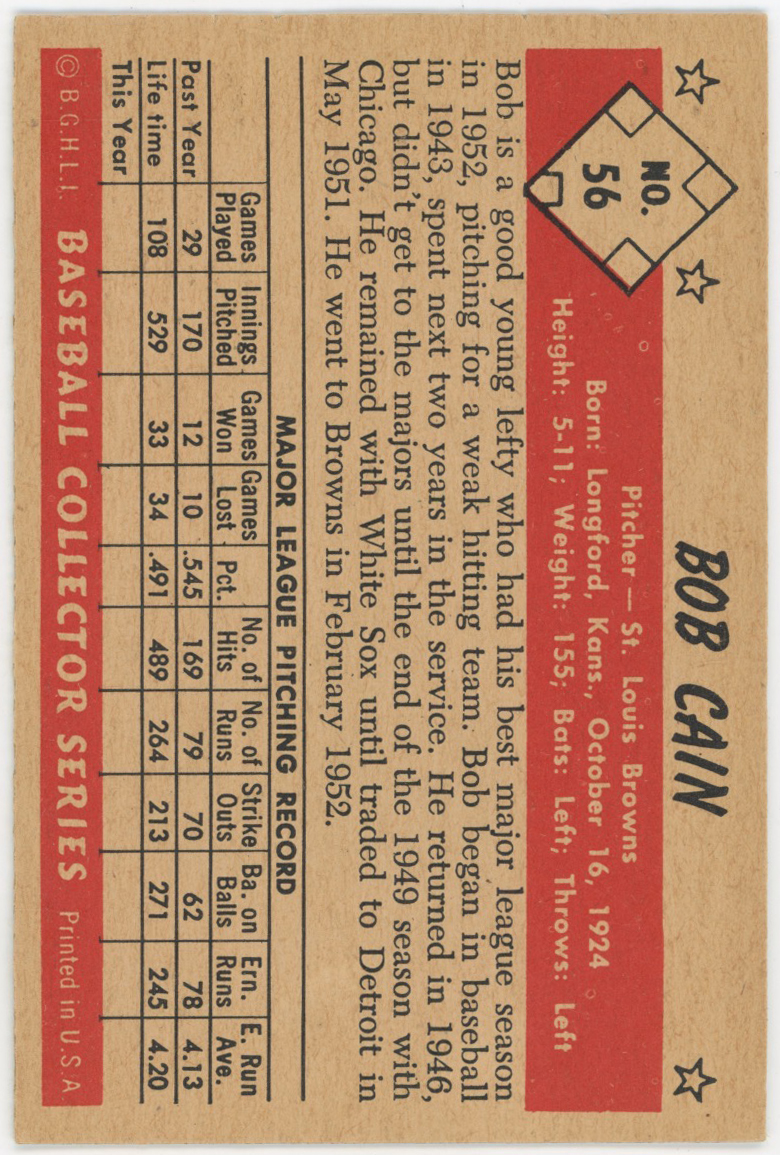 BOB CAIN
NO.
56
Pitcher — St. Louis Browns
Born: Longford, Kans., October 16, 1924
Height: 5-11; Weight: 155; Bats: Left; Throws: Left
Bob is a good young lefty who had his best major league season
in 1952, pitching for a weak hitting team. Bob began in baseball
in 1943, spent next two years in the service. He returned in 1946,
but didn't get to the majors until the end of the 1949 season with
Chicago. He remained with White Sox until traded to Detroit in
May 1951. He went to Browns in February 1952.
MAJOR LEAGUE PITCHING RECORD
Games Innings Games Games No. of No. of Strike Ba. on Ern. E. Run
Played Pitched Won Lost Pct. Hits Runs Outs Balls Runs Ave.
Past Year 29 170 12 10 .545 169 79 70 62 78 4.13
Life time 108 529 33 34 .491 489 264 213 271 245 4.20
This Year
© B.G.H.L.I. BASEBALL COLLECTOR SERIES Printed in U.S.A